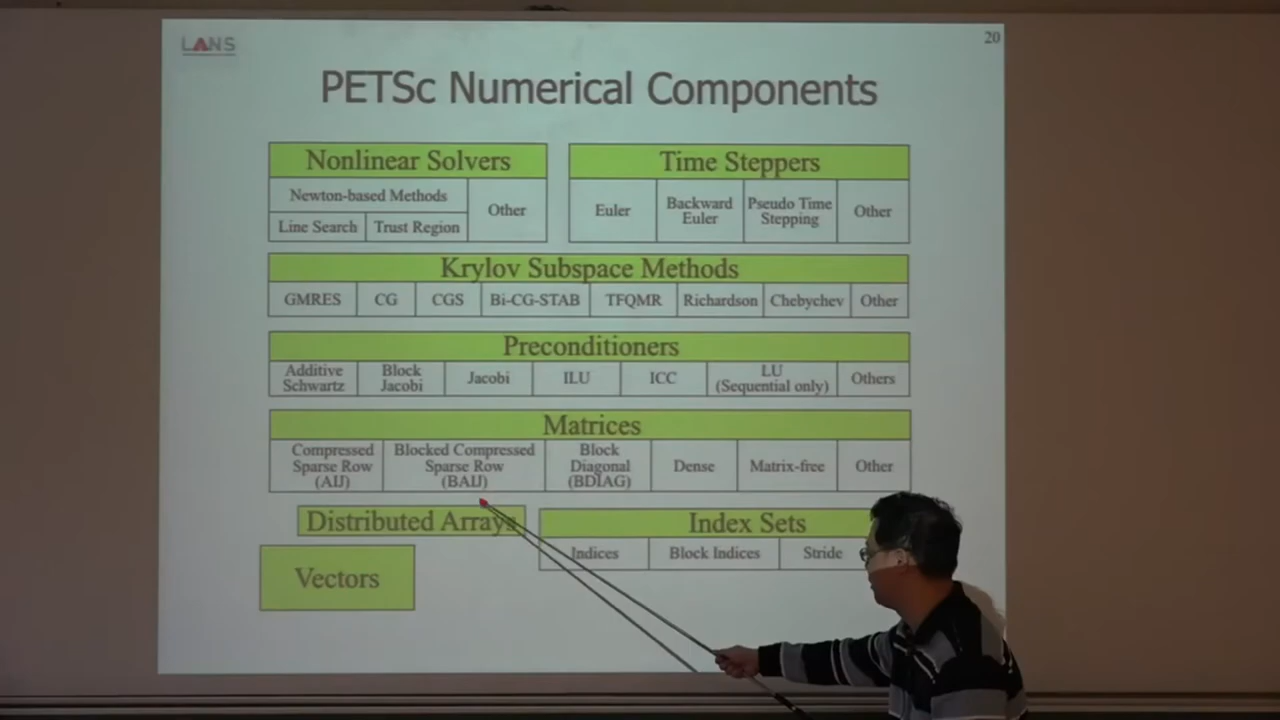 LANS
20
PETSc Numerical Components
Nonlinear Solvers
Newton-based Methods
Other
Line Search
Trust Region
Time Steppers
Euler
Backward
Euler
Pseudo Time
Stepping
Other
Krylov Subspace Methods
GMRES
CG
CGS
Bi-CG-STAB
TFQMR
Richardson
Chebychev
Other
Preconditioners
Additive
Schwartz
Block
Jacobi
Jacobi
ILU
ICC
LU
(Sequential only)
Others
Matrices
Compressed
Sparse Row
(AIJ)
Blocked Compressed
Sparse Row
(BAIJ)
Block
Diagonal
(BDIAG)
Dense
Matrix-free
Other
Distributed Arrays
Index Sets
Indices
Block Indices
Stride
Vectors